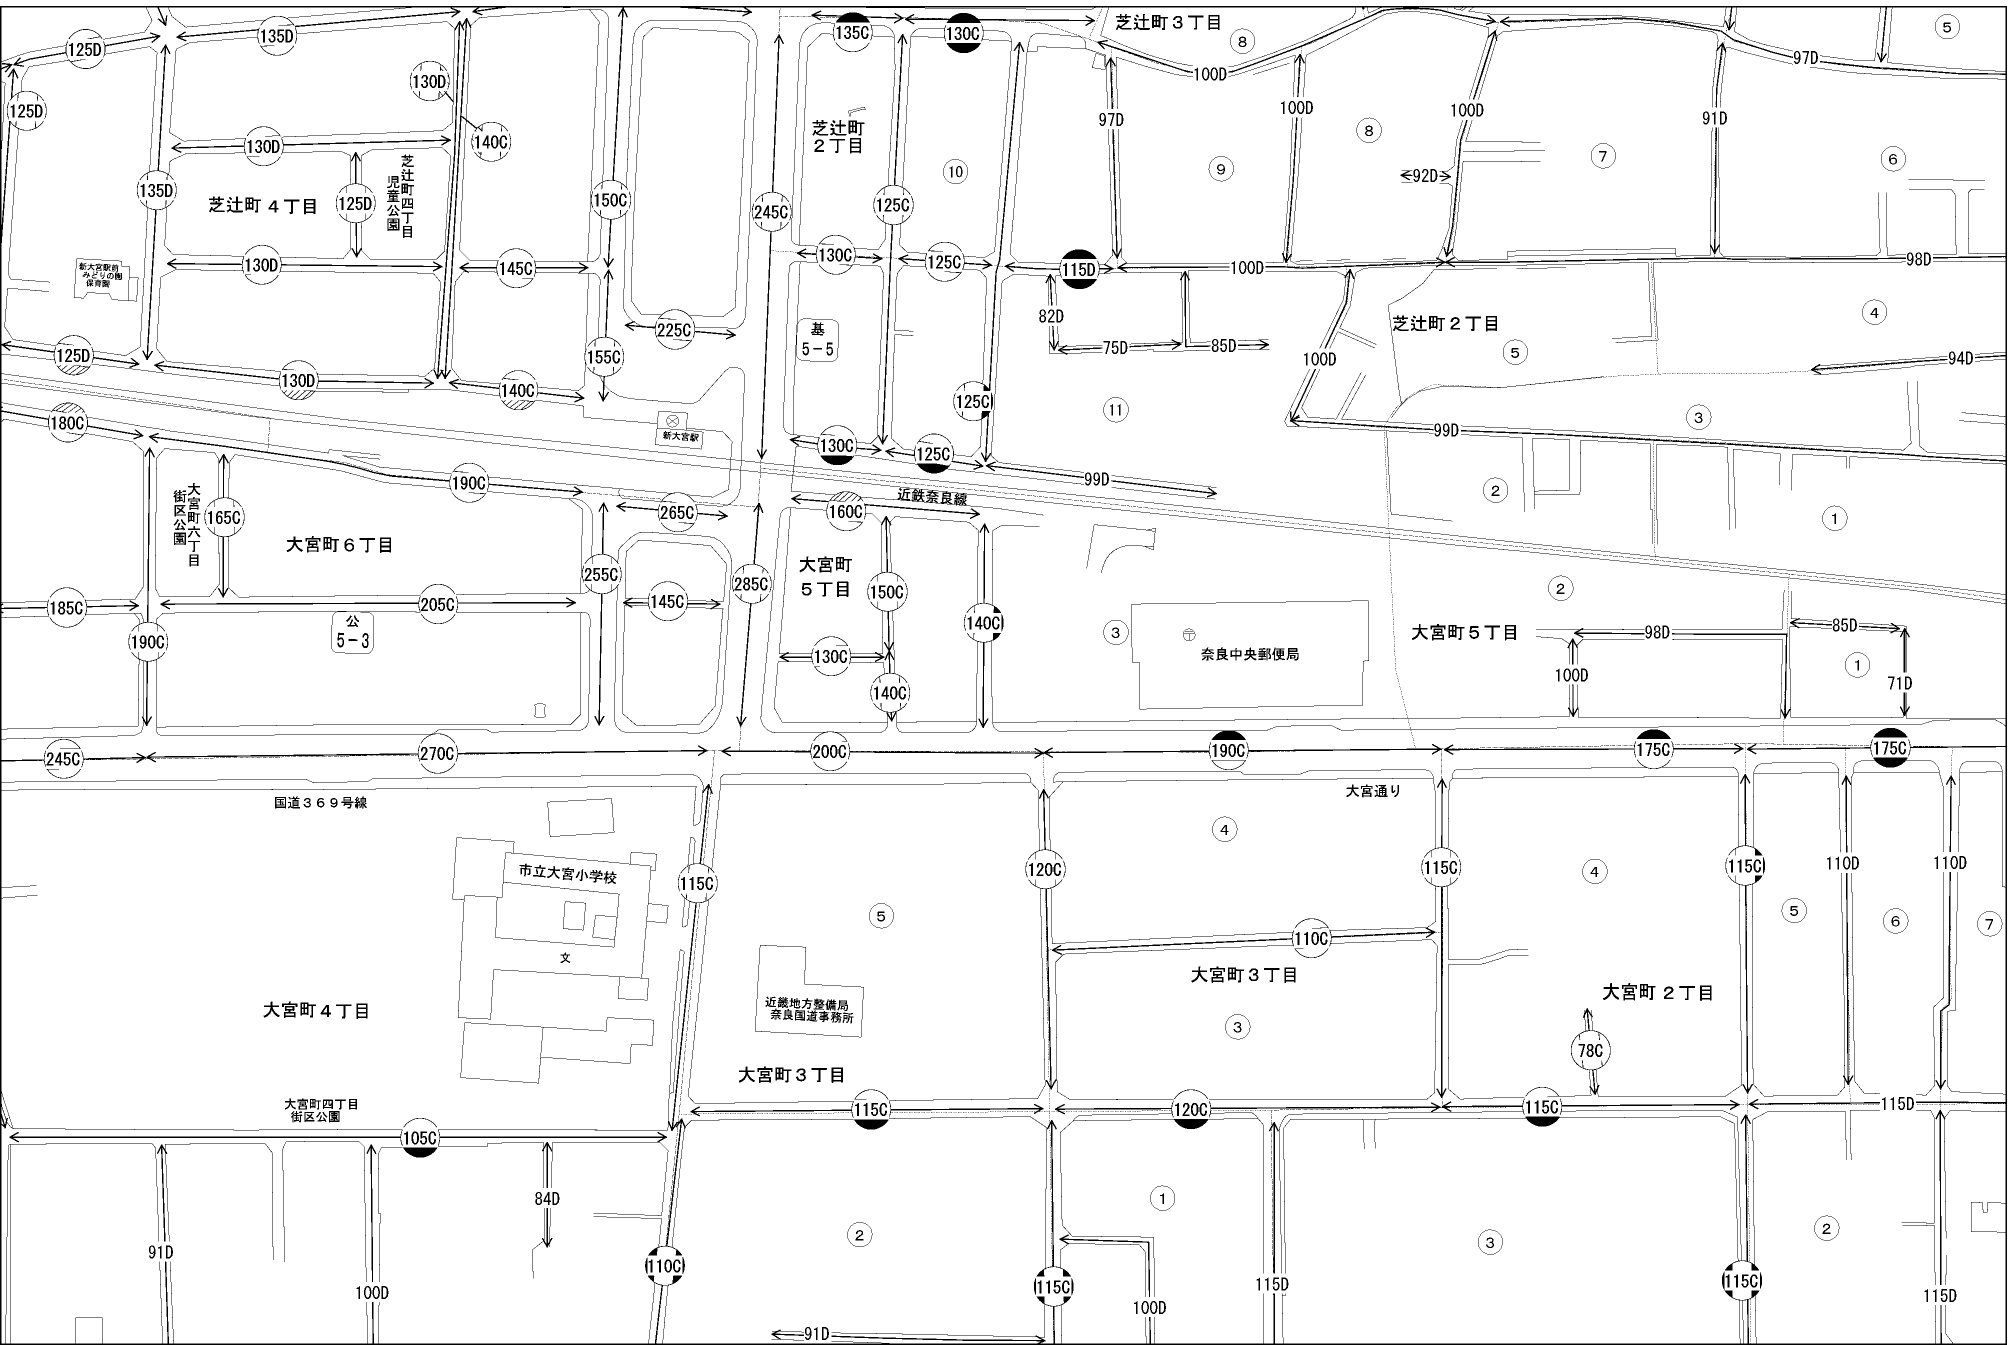 芝辻町３丁目
135C
130C
8
5
135D
125D
97D
100D
130D
125D
140C
97D
100D
100D
91D
芝辻町
２丁目
8
7
6
130D
10
9
92D
135D
芝辻町 4 丁目
125D
芝辻町四丁目
児童公園
150C
245C
125C
130D
145C
130C
125C
115D
100D
98D
新大宮駅前
みどりの園
保育園
82D
75D
85D
芝辻町２丁目
4
225C
基
5－5
5
125D
155C
100D
94D
130D
140C
125C
11
3
180C
新大宮駅
130C
125C
99D
99D
190C
265C
160C
近鉄奈良線
2
1
大宮町六丁目
街区公園
165C
大宮町６丁目
255C
285C
大宮町
５丁目
150C
2
185C
205C
145C
140C
3
大宮町５丁目
98D
85D
190C
公
5－3
130C
奈良中央郵便局
100D
1
71D
140C
245C
270C
200C
190C
175C
175C
国道３６９号線
大宮通り
4
115C
市立大宮小学校
120C
115C
4
115C
110D
110D
5
5
6
7
110C
文
大宮町３丁目
大宮町４丁目
近畿地方整備局
奈良国道事務所
3
大宮町 2 丁目
78C
大宮町３丁目
大宮町四丁目
街区公園
115C
120C
115C
115D
105C
84D
1
2
3
2
91D
100D
110C
115C
100D
115D
115C
115D
91D